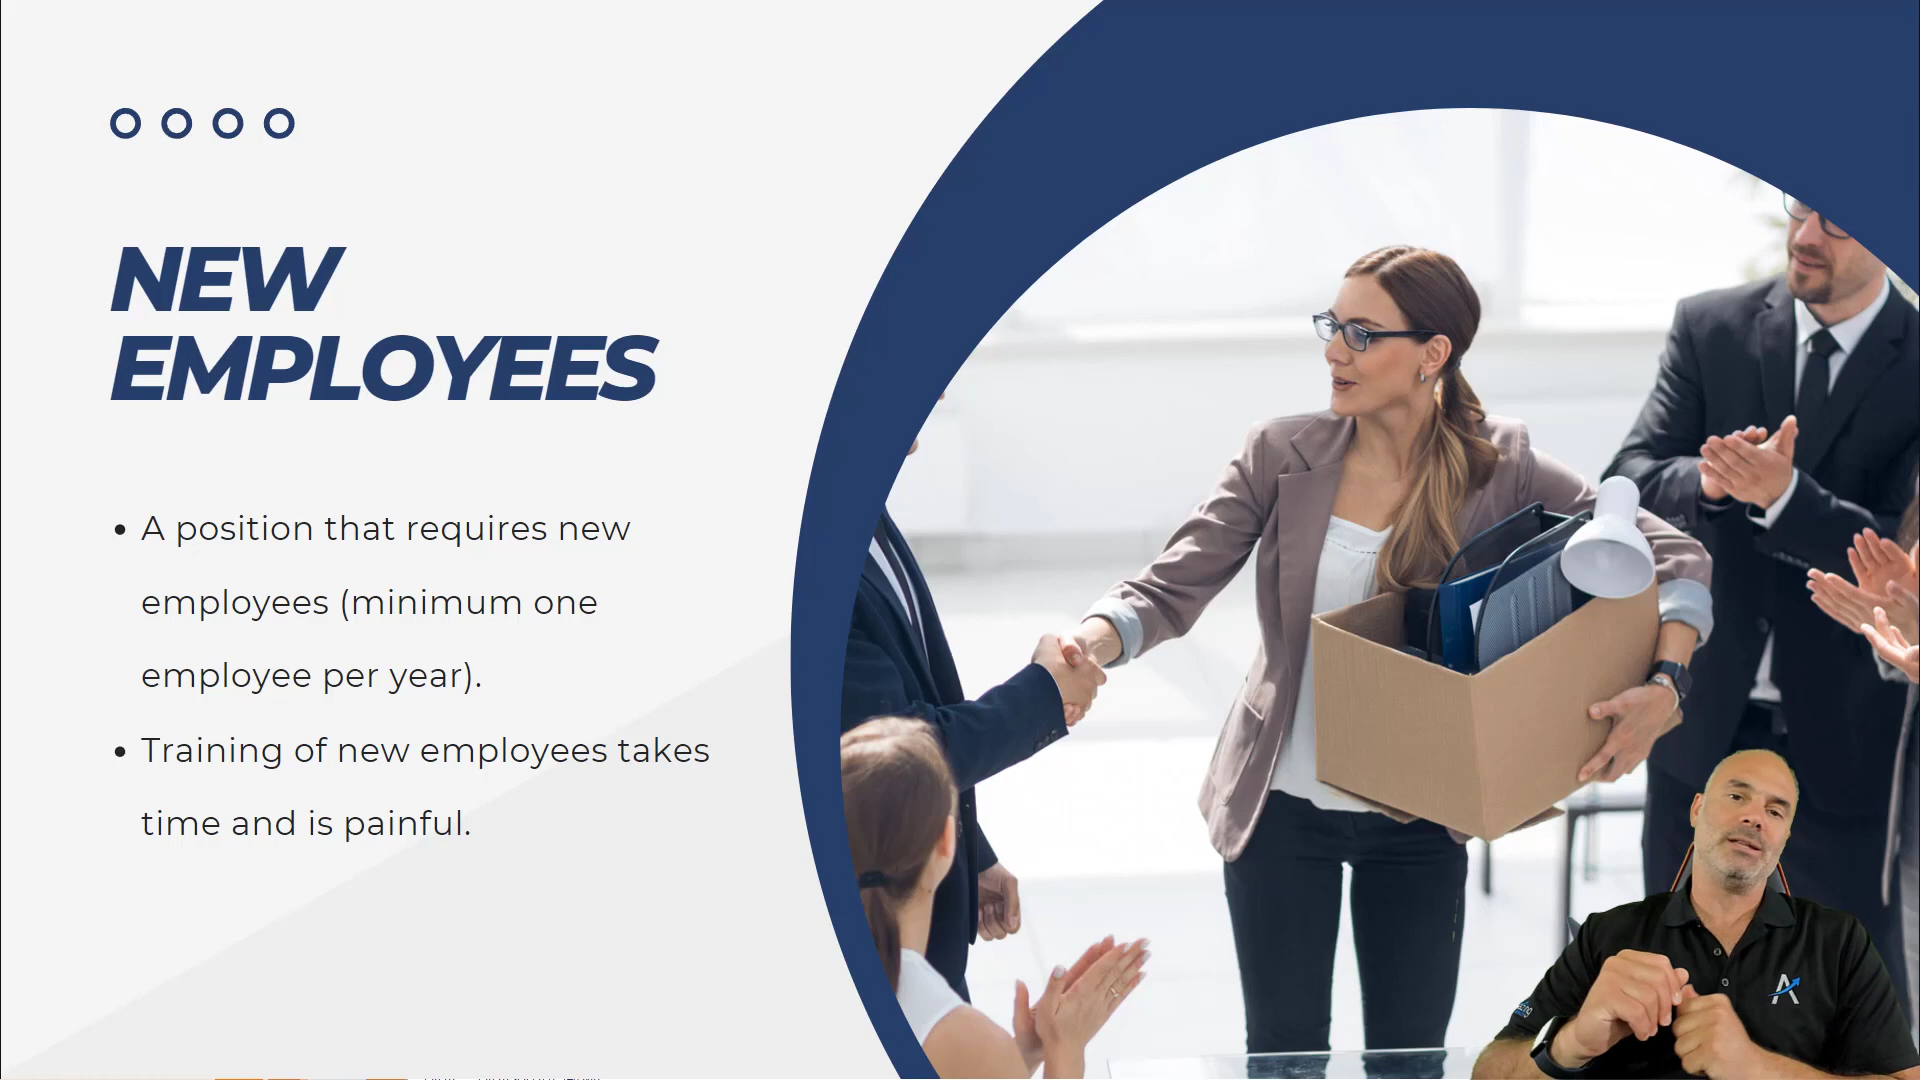 NEW
EMPLOYEES
• A position that requires new
employees (minimum one
employee per year).
• Training of new employees takes
time and is painful.